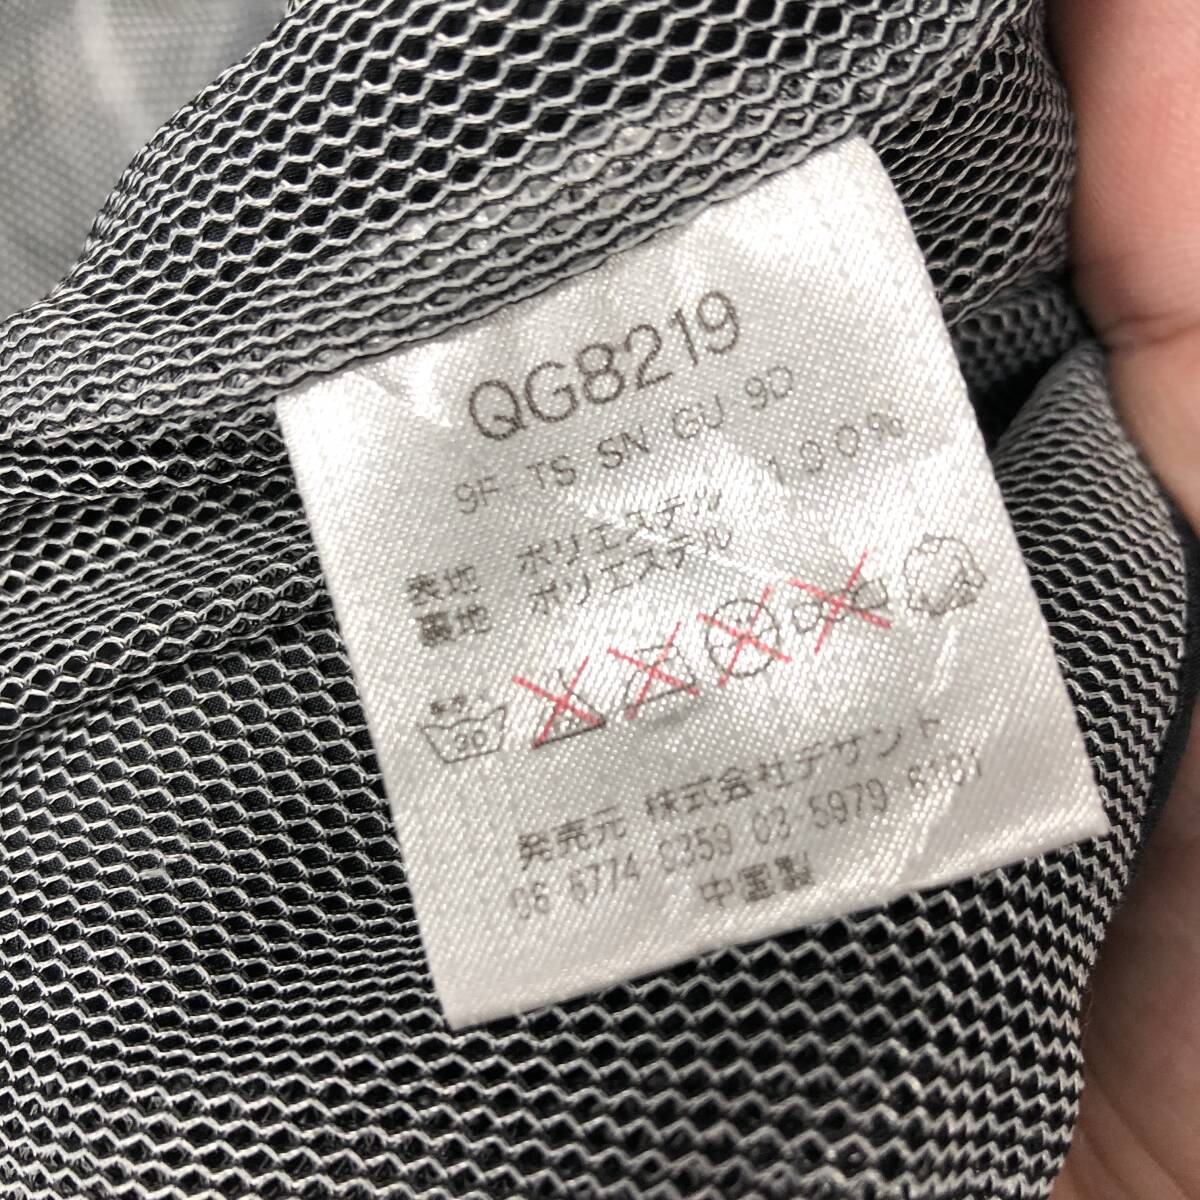 QG8219
9F TS SN GU 9D
表地 ポリエステル 100%
裏地 ポリエステル
30
発売元 株式会社デサント
06 6774 0359 03 5979
中国製